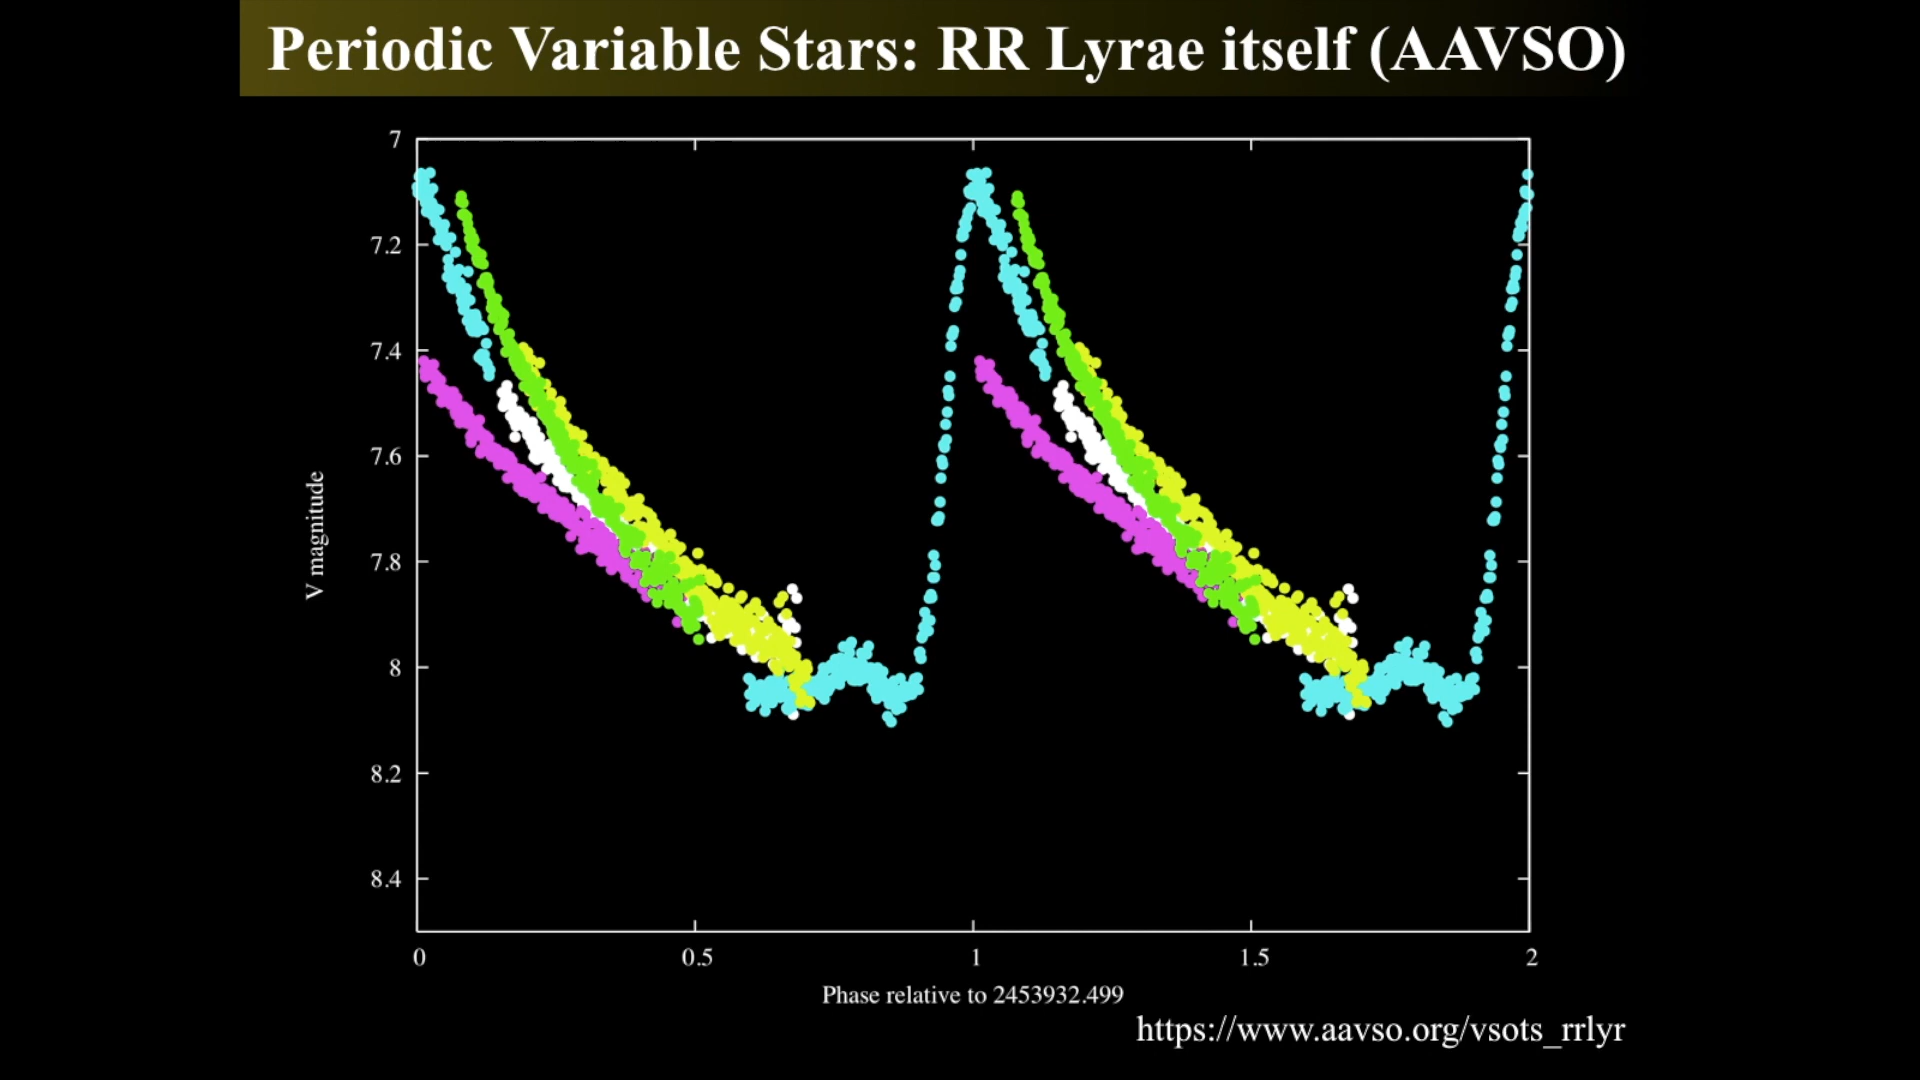 Periodic Variable Stars: RR Lyrae itself (AAVSO)
7
7.2
7.4
7.6
7.8
8
8.2
8.4
V magnitude
0 0.5 1 1.5 2
Phase relative to 2453932.499
https://www.aavso.org/vsots_rrlyr